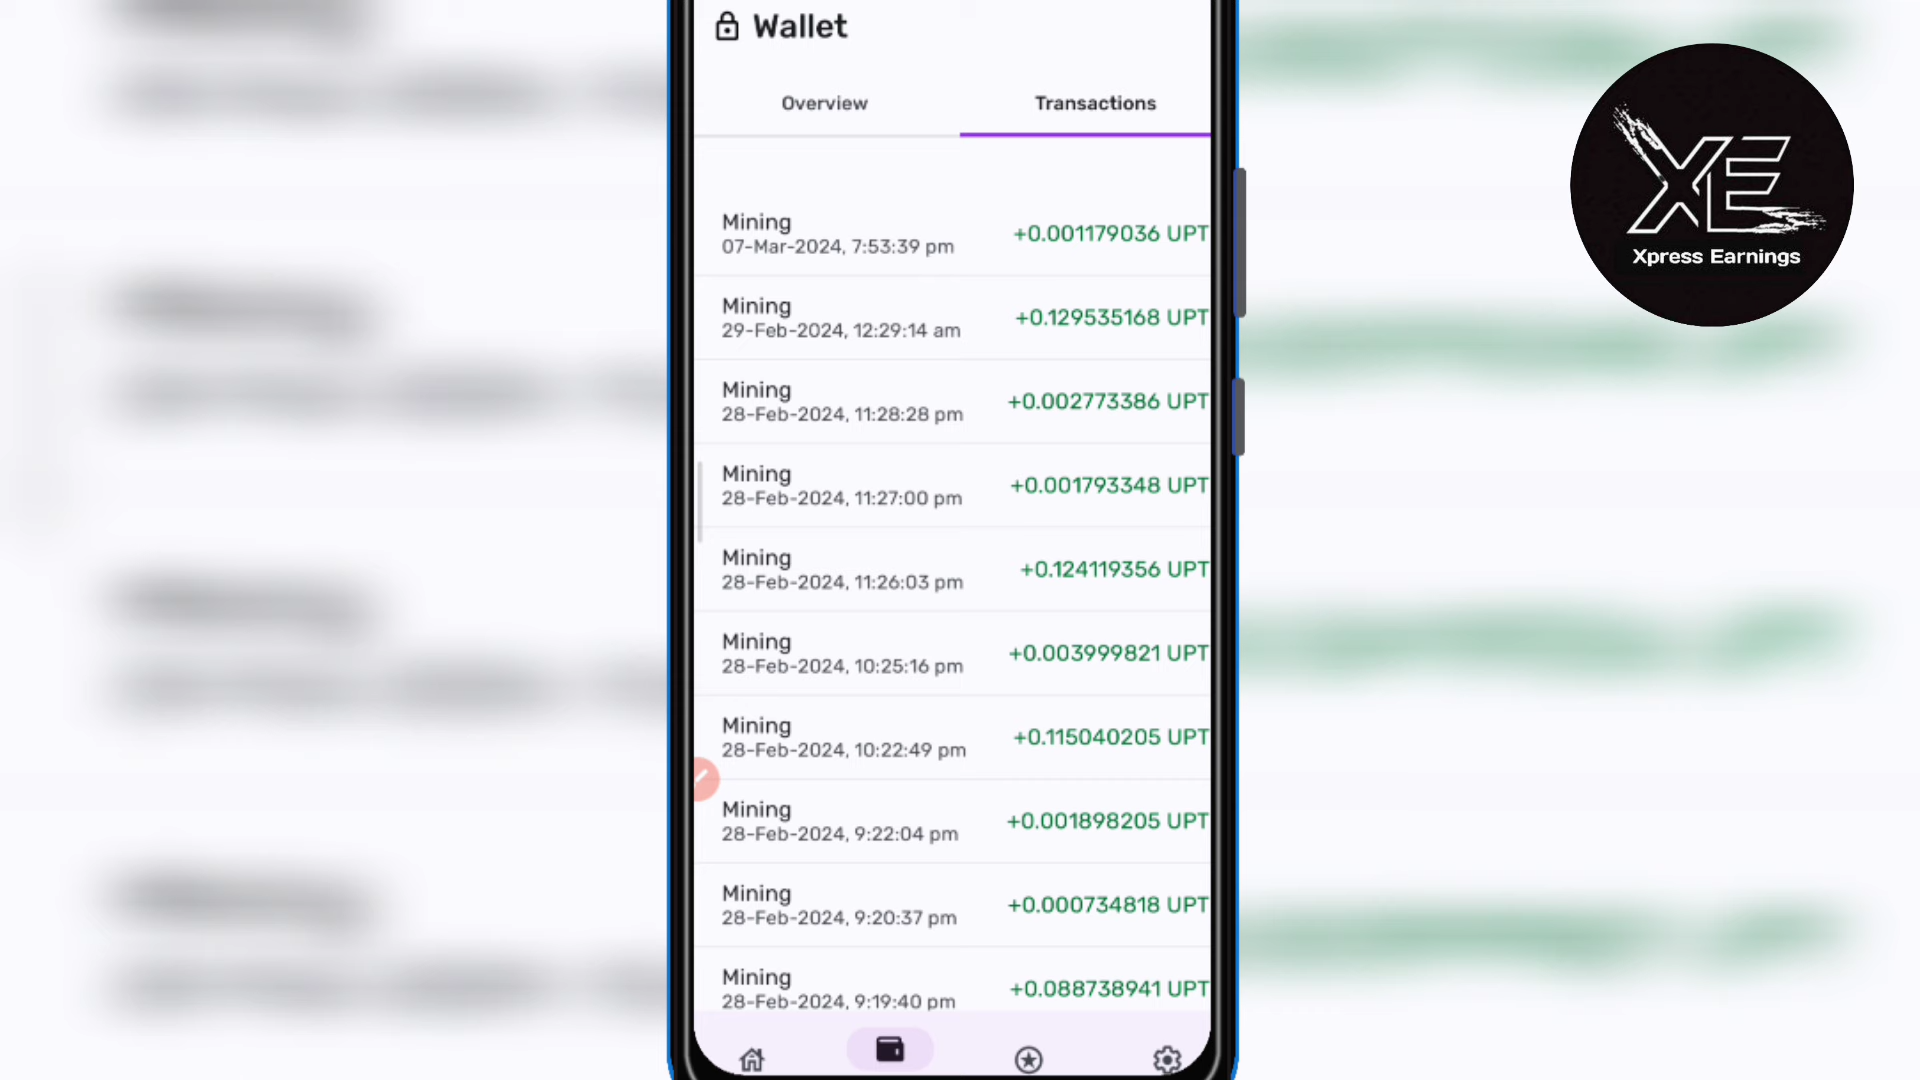 Wallet
Overview
Transactions
Mining
07-Mar-2024, 7:53:39 pm
+0.001179036 UPT
Mining
29-Feb-2024, 12:29:14 am
+0.129535168 UPT
Mining
28-Feb-2024, 11:28:28 pm
+0.002773386 UPT
Mining
28-Feb-2024, 11:27:00 pm
+0.001793348 UPT
Mining
28-Feb-2024, 11:26:03 pm
+0.124119356 UPT
Mining
28-Feb-2024, 10:25:16 pm
+0.003999821 UPT
Mining
28-Feb-2024, 10:22:49 pm
+0.115040205 UPT
Mining
28-Feb-2024, 9:22:04 pm
+0.001898205 UPT
Mining
28-Feb-2024, 9:20:37 pm
+0.000734818 UPT
Mining
28-Feb-2024, 9:19:40 pm
+0.088738941 UPT
XE
Xpress Earnings